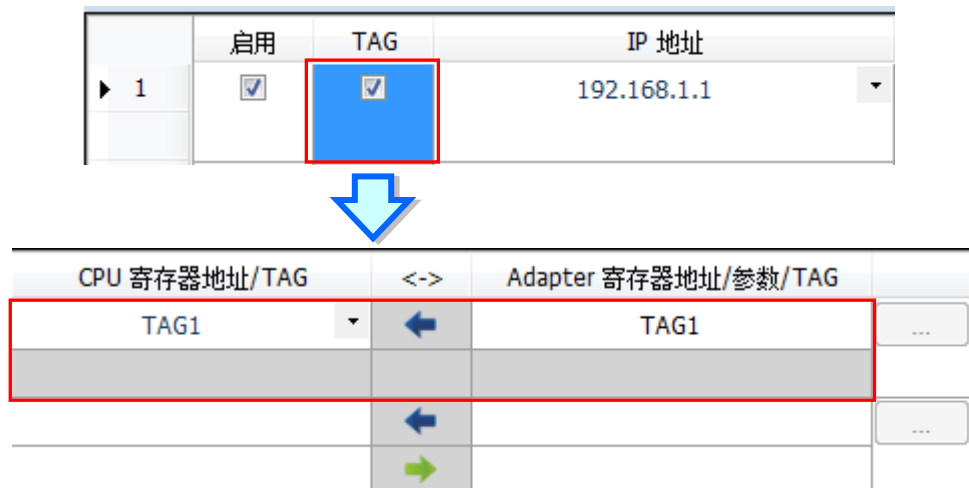 启用 TAG IP 地址
1 192.168.1.1
CPU 寄存器地址/TAG <-> Adapter 寄存器地址/参数/TAG
TAG1 TAG1 ...
...